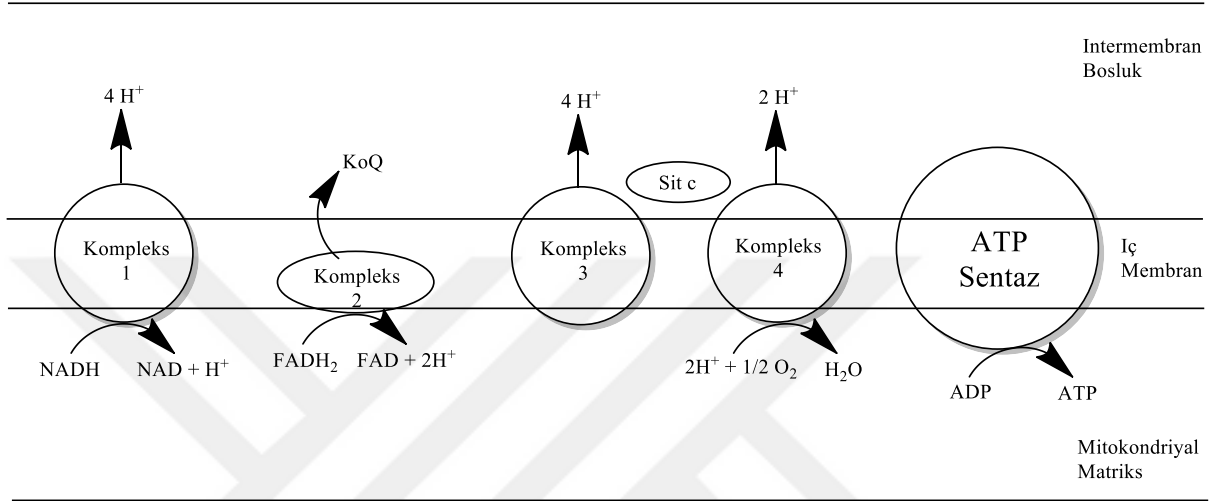 Intermembran
Bosluk
4 H⁺
4 H⁺
2 H⁺
KoQ
Sit c
Kompleks
1
Kompleks
2
Kompleks
3
Kompleks
4
ATP
Sentaz
Iç
Membran
NADH
NAD + H⁺
FADH₂
FAD + 2H⁺
2H⁺ + 1/2 O₂
H₂O
ADP
ATP
Mitokondriyal
Matriks